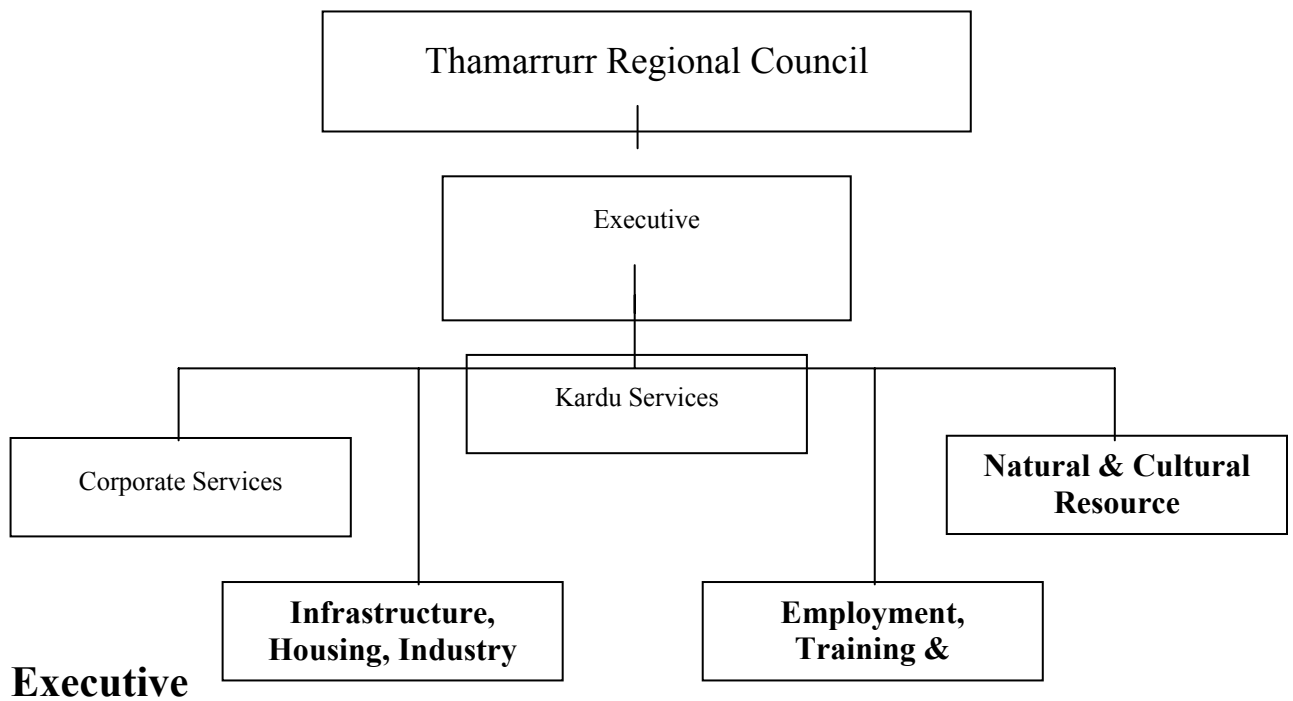 Thamarrurr Regional Council
Executive
Kardu Services
Corporate Services
Natural & Cultural
Resource
Infrastructure,
Housing, Industry
Employment,
Training &
Executive